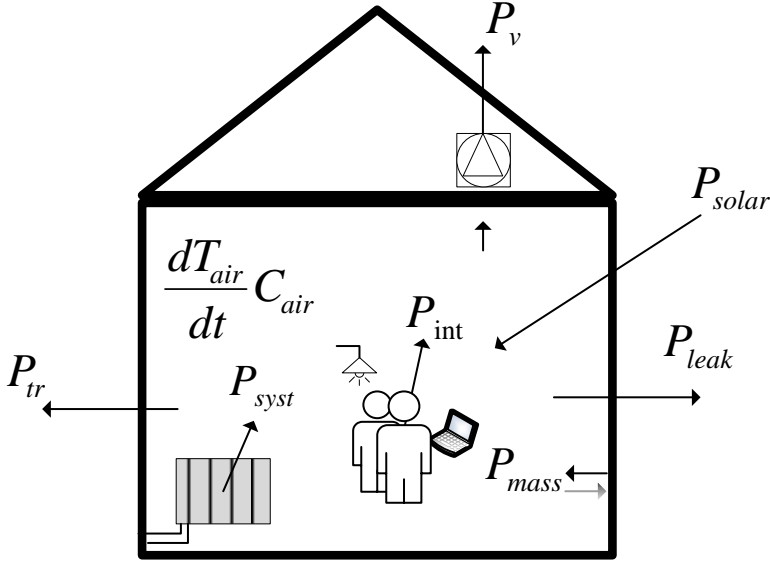 P_v
P_solar
dT_air/dt C_air
P_int
P_leak
P_tr
P_syst
P_mass